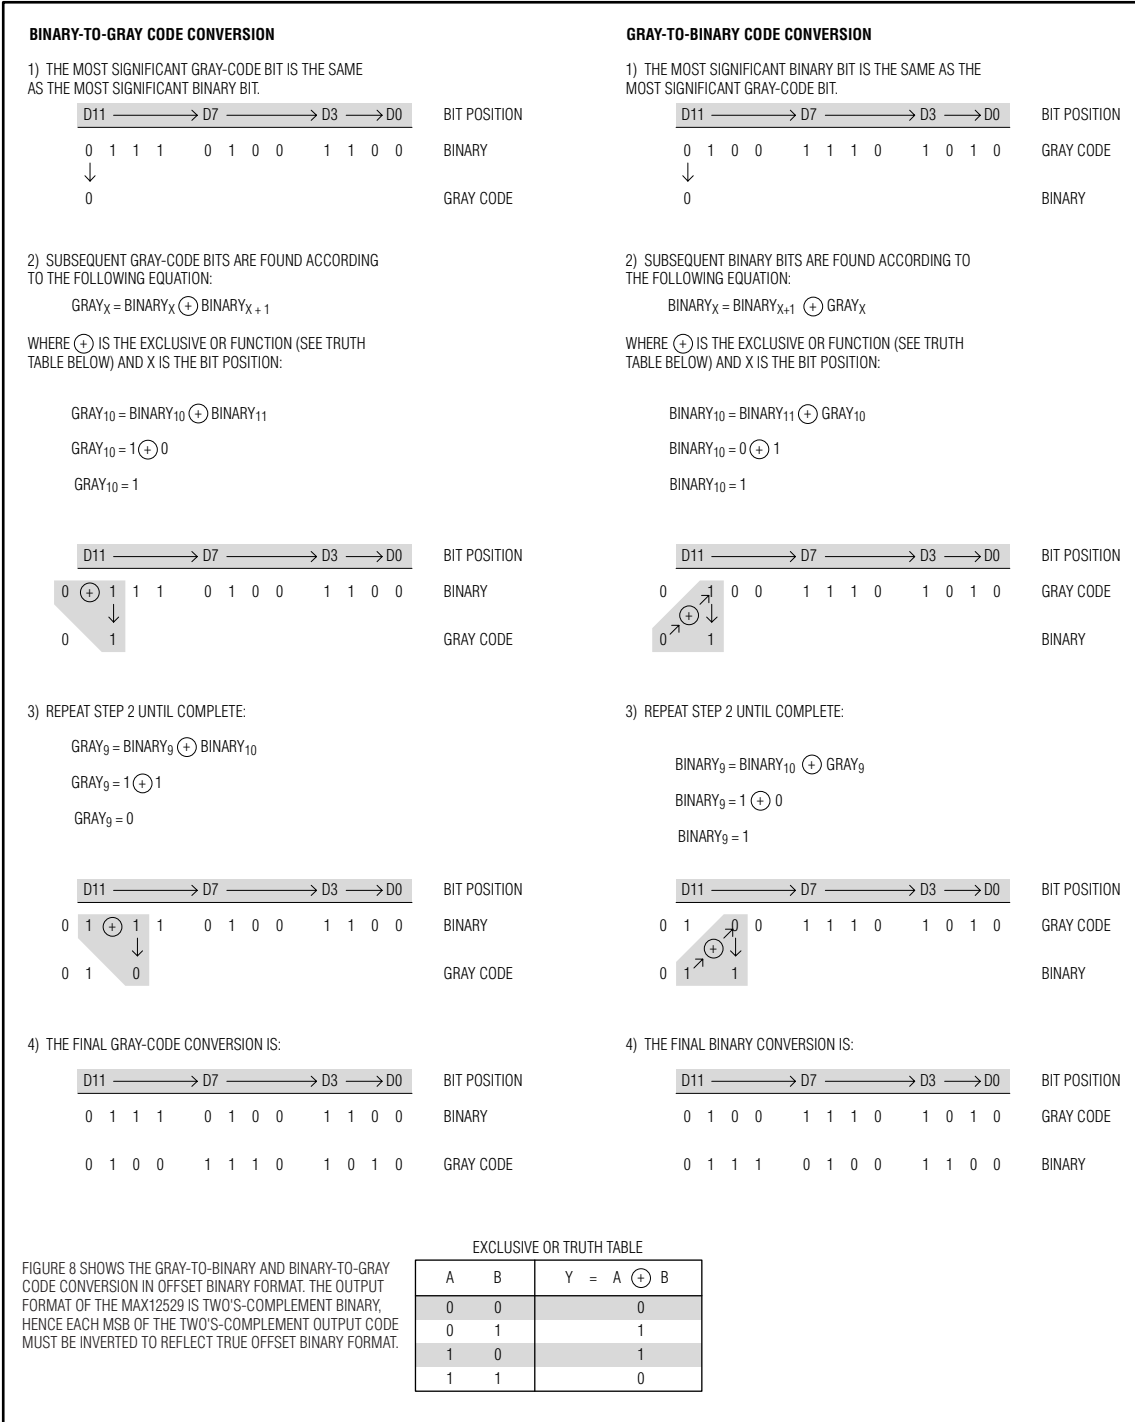 BINARY-TO-GRAY CODE CONVERSION
1) THE MOST SIGNIFICANT GRAY-CODE BIT IS THE SAME
AS THE MOST SIGNIFICANT BINARY BIT.
D11 → D7 → D3 → D0 BIT POSITION
0 1 1 1 0 1 0 0 1 1 0 0 BINARY
↓
0 GRAY CODE
2) SUBSEQUENT GRAY-CODE BITS ARE FOUND ACCORDING
TO THE FOLLOWING EQUATION:
GRAYX = BINARYX ⊕ BINARYX + 1
WHERE ⊕ IS THE EXCLUSIVE OR FUNCTION (SEE TRUTH
TABLE BELOW) AND X IS THE BIT POSITION:
GRAY10 = BINARY10 ⊕ BINARY11
GRAY10 = 1 ⊕ 0
GRAY10 = 1
D11 → D7 → D3 → D0 BIT POSITION
0 ⊕ 1 1 1 0 1 0 0 1 1 0 0 BINARY
↓
0 1 GRAY CODE
3) REPEAT STEP 2 UNTIL COMPLETE:
GRAY9 = BINARY9 ⊕ BINARY10
GRAY9 = 1 ⊕ 1
GRAY9 = 0
D11 → D7 → D3 → D0 BIT POSITION
0 1 ⊕ 1 1 0 1 0 0 1 1 0 0 BINARY
↓
0 1 0 GRAY CODE
4) THE FINAL GRAY-CODE CONVERSION IS:
D11 → D7 → D3 → D0 BIT POSITION
0 1 1 1 0 1 0 0 1 1 0 0 BINARY
0 1 0 0 1 1 1 0 1 0 1 0 GRAY CODE
GRAY-TO-BINARY CODE CONVERSION
1) THE MOST SIGNIFICANT BINARY BIT IS THE SAME AS THE
MOST SIGNIFICANT GRAY-CODE BIT.
D11 → D7 → D3 → D0 BIT POSITION
0 1 0 0 1 1 1 0 1 0 1 0 GRAY CODE
↓
0 BINARY
2) SUBSEQUENT BINARY BITS ARE FOUND ACCORDING TO
THE FOLLOWING EQUATION:
BINARYX = BINARYX+1 ⊕ GRAYX
WHERE ⊕ IS THE EXCLUSIVE OR FUNCTION (SEE TRUTH
TABLE BELOW) AND X IS THE BIT POSITION:
BINARY10 = BINARY11 ⊕ GRAY10
BINARY10 = 0 ⊕ 1
BINARY10 = 1
D11 → D7 → D3 → D0 BIT POSITION
0 1 0 0 1 1 1 0 1 0 1 0 GRAY CODE
⊕ ↓
0 1 BINARY
3) REPEAT STEP 2 UNTIL COMPLETE:
BINARY9 = BINARY10 ⊕ GRAY9
BINARY9 = 1 ⊕ 0
BINARY9 = 1
D11 → D7 → D3 → D0 BIT POSITION
0 1 0 0 1 1 1 0 1 0 1 0 GRAY CODE
⊕ ↓
0 1 1 BINARY
4) THE FINAL BINARY CONVERSION IS:
D11 → D7 → D3 → D0 BIT POSITION
0 1 0 0 1 1 1 0 1 0 1 0 GRAY CODE
0 1 1 1 0 1 0 0 1 1 0 0 BINARY
FIGURE 8 SHOWS THE GRAY-TO-BINARY AND BINARY-TO-GRAY
CODE CONVERSION IN OFFSET BINARY FORMAT. THE OUTPUT
FORMAT OF THE MAX12529 IS TWO'S-COMPLEMENT BINARY,
HENCE EACH MSB OF THE TWO'S-COMPLEMENT OUTPUT CODE
MUST BE INVERTED TO REFLECT TRUE OFFSET BINARY FORMAT.
EXCLUSIVE OR TRUTH TABLE
A B Y = A ⊕ B
0 0 0
0 1 1
1 0 1
1 1 0